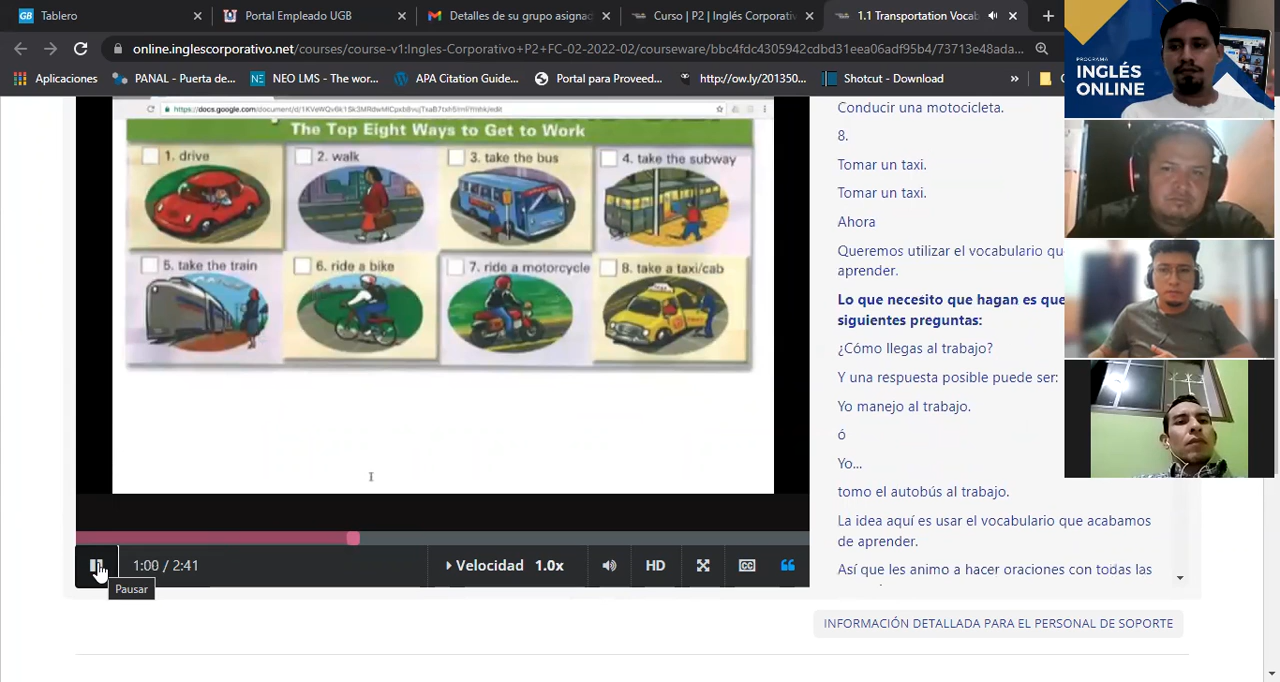 Tablero
Portal Empleado UGB
Detalles de su grupo asignad
Curso | P2 | Inglés Corporativ
1.1 Transportation Vocab
online.inglescorporativo.net/courses/course-v1:Ingles-Corporativo+P2+FC-02-2022-02/courseware/bbc4fdc4305942cdbd31eea06adf95b4/73713e48ada...
Aplicaciones
PANAL - Puerta de...
NEO LMS - The wor...
APA Citation Guide...
Portal para Proveed...
http://ow.ly/201350...
Shotcut - Download
»
PROGRAMA
INGLÉS
ONLINE
The Top Eight Ways to Get to Work
1. drive
2. walk
3. take the bus
4. take the subway
5. take the train
6. ride a bike
7. ride a motorcycle
8. take a taxi/cab
TAXI
1:00 / 2:41
Velocidad 1.0x
HD
CC
Pausar
Conducir una motocicleta.
8.
Tomar un taxi.
Tomar un taxi.
Ahora
Queremos utilizar el vocabulario qu
aprender.
Lo que necesito que hagan es que
siguientes preguntas:
¿Cómo llegas al trabajo?
Y una respuesta posible puede ser:
Yo manejo al trabajo.
ó
Yo...
tomo el autobús al trabajo.
La idea aquí es usar el vocabulario que acabamos
de aprender.
Así que les animo a hacer oraciones con todas las
INFORMACIÓN DETALLADA PARA EL PERSONAL DE SOPORTE